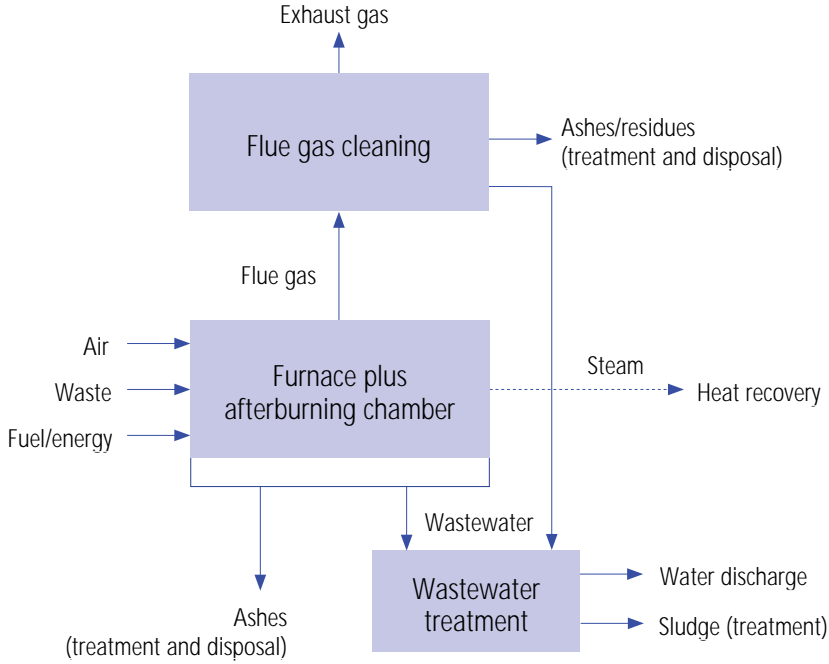 Exhaust gas
Flue gas cleaning
Ashes/residues
(treatment and disposal)
Flue gas
Air
Waste
Fuel/energy
Furnace plus
afterburning chamber
Steam
Heat recovery
Wastewater
Ashes
(treatment and disposal)
Wastewater
treatment
Water discharge
Sludge (treatment)